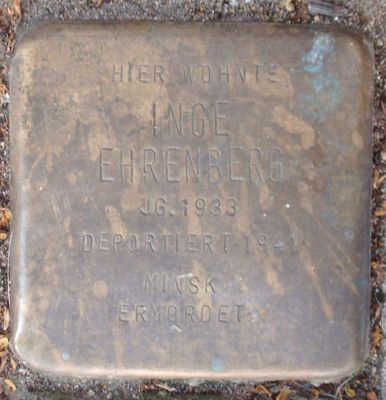 HIER WOHNTE
INGE
EHRENBERG
JG. 1933
DEPORTIERT 1941
MINSK
ERMORDET